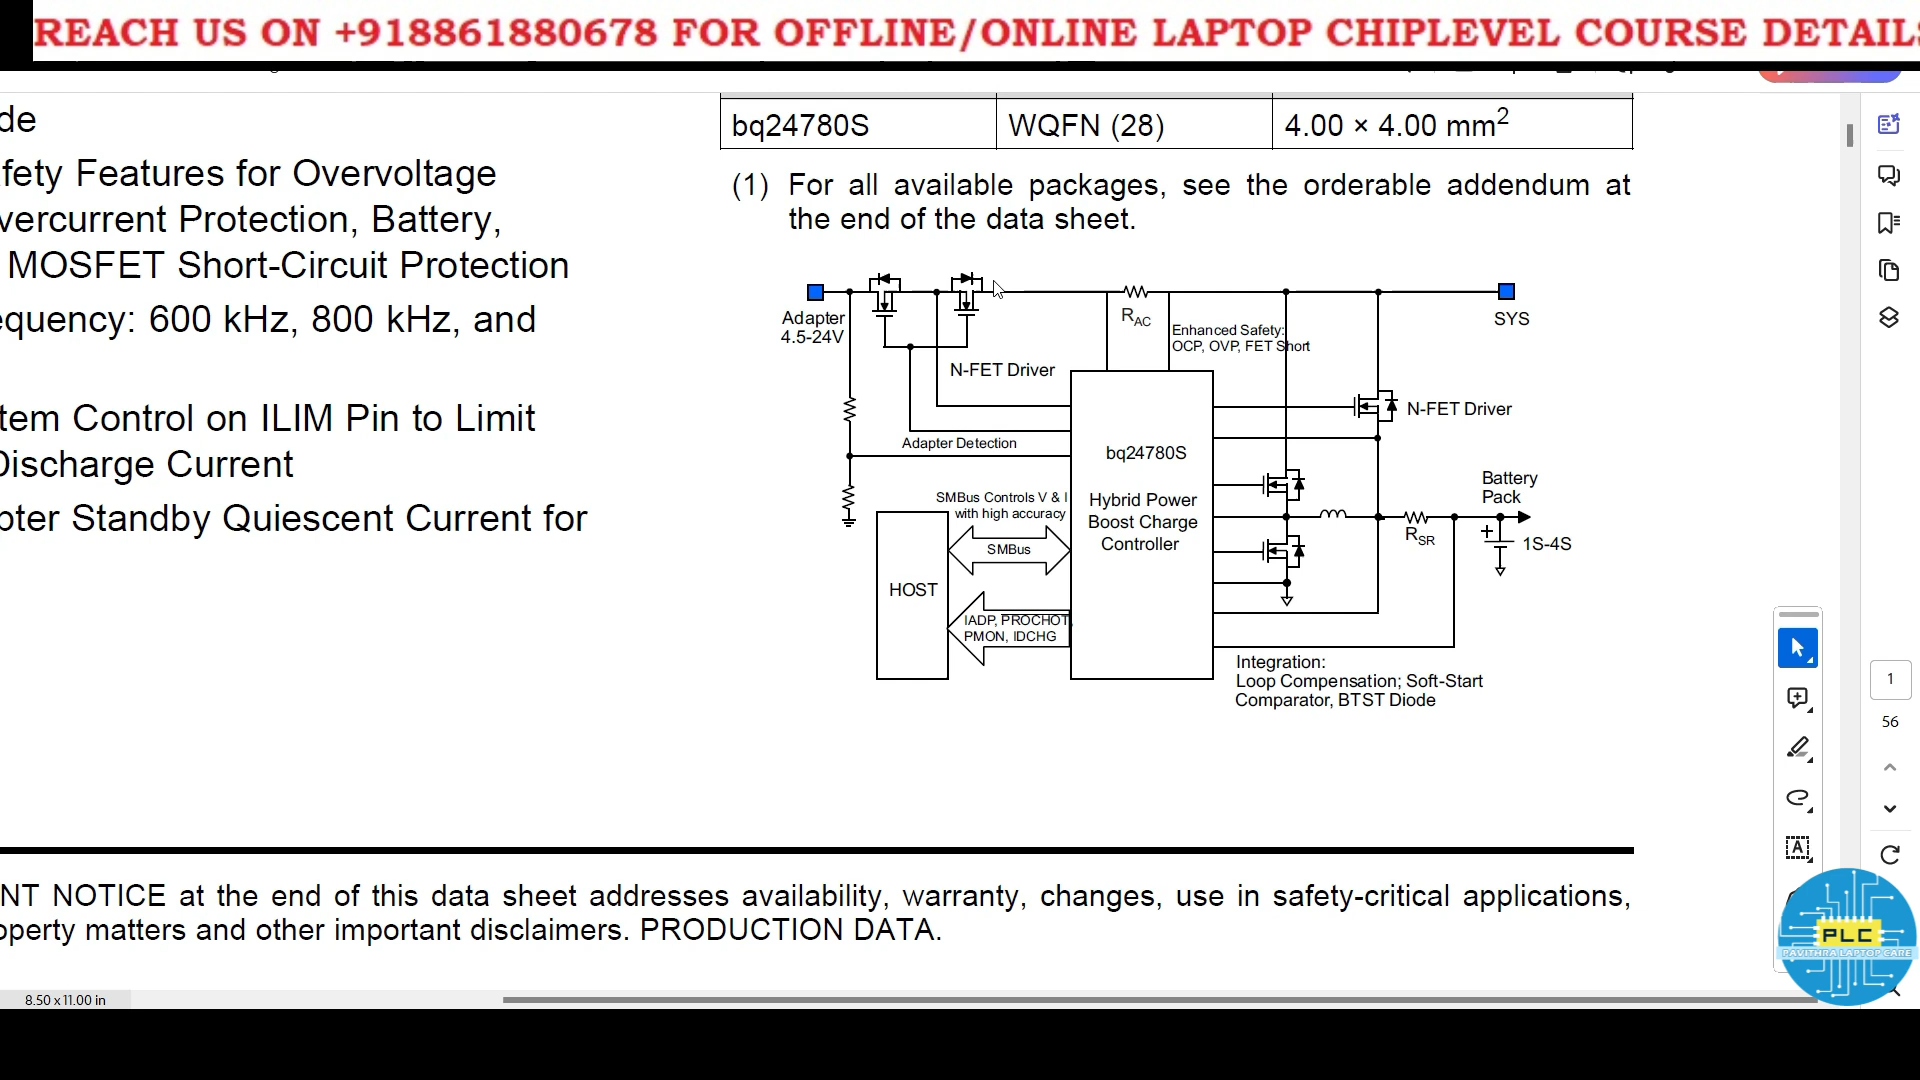 REACH US ON +918861880678 FOR OFFLINE/ONLINE LAPTOP CHIPLEVEL COURSE DETAILS
de
bq24780S WQFN (28) 4.00 × 4.00 mm2
fety Features for Overvoltage
vercurrent Protection, Battery,
MOSFET Short-Circuit Protection
equency: 600 kHz, 800 kHz, and
tem Control on ILIM Pin to Limit
Discharge Current
pter Standby Quiescent Current for
(1) For all available packages, see the orderable addendum at
the end of the data sheet.
Adapter
4.5-24V
RAC
Enhanced Safety:
OCP, OVP, FET Short
SYS
N-FET Driver
N-FET Driver
Adapter Detection
bq24780S
Hybrid Power
Boost Charge
Controller
SMBus Controls V & I
with high accuracy
SMBus
HOST
IADP, PROCHOT,
PMON, IDCHG
Battery
Pack
RSR
+
1S-4S
Integration:
Loop Compensation; Soft-Start
Comparator, BTST Diode
1
56
NT NOTICE at the end of this data sheet addresses availability, warranty, changes, use in safety-critical applications,
operty matters and other important disclaimers. PRODUCTION DATA.
PLC
PAVITHRA LAPTOP CARE
8.50 x 11.00 in